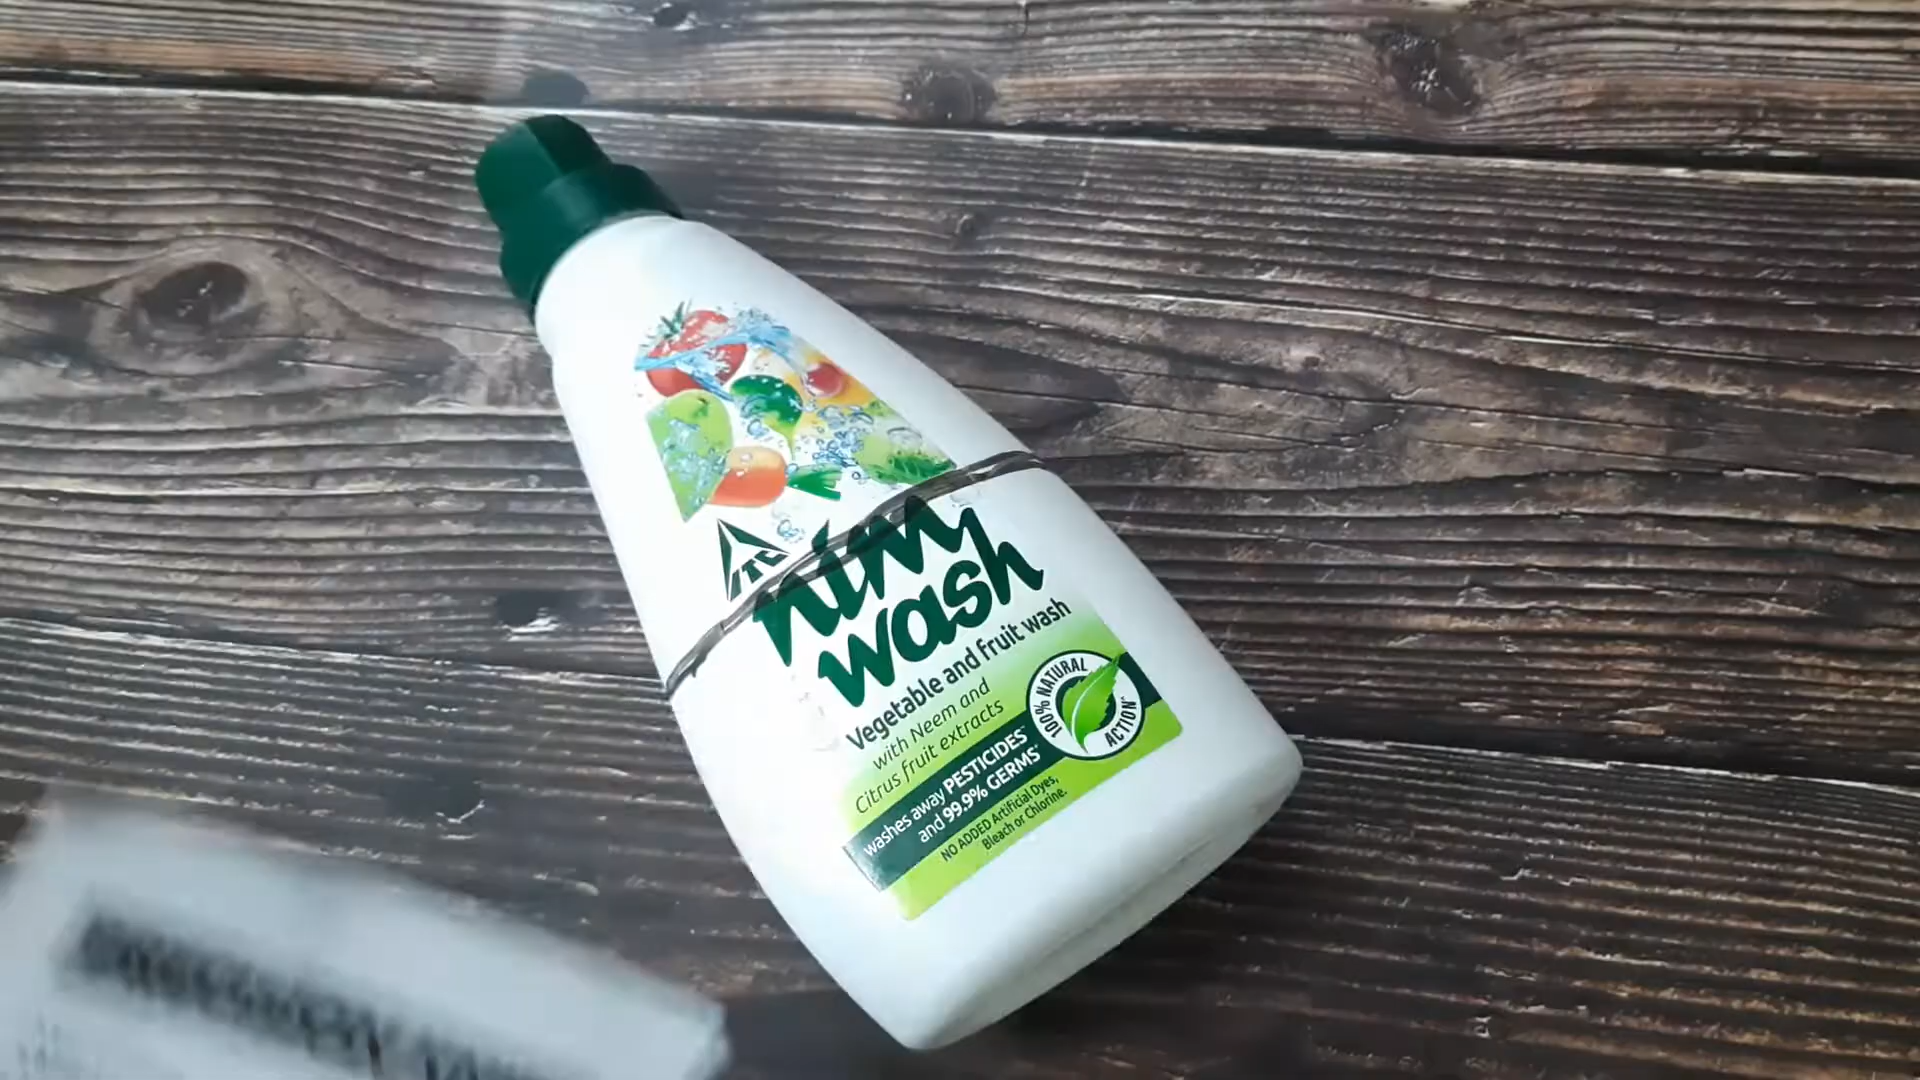 ITC
nim
wash
Vegetable and fruit wash
with Neem and
Citrus fruit extracts
100% NATURAL
ACTION*
washes away PESTICIDES
and 99.9% GERMS*
NO ADDED Artificial Dyes,
Bleach or Chlorine.